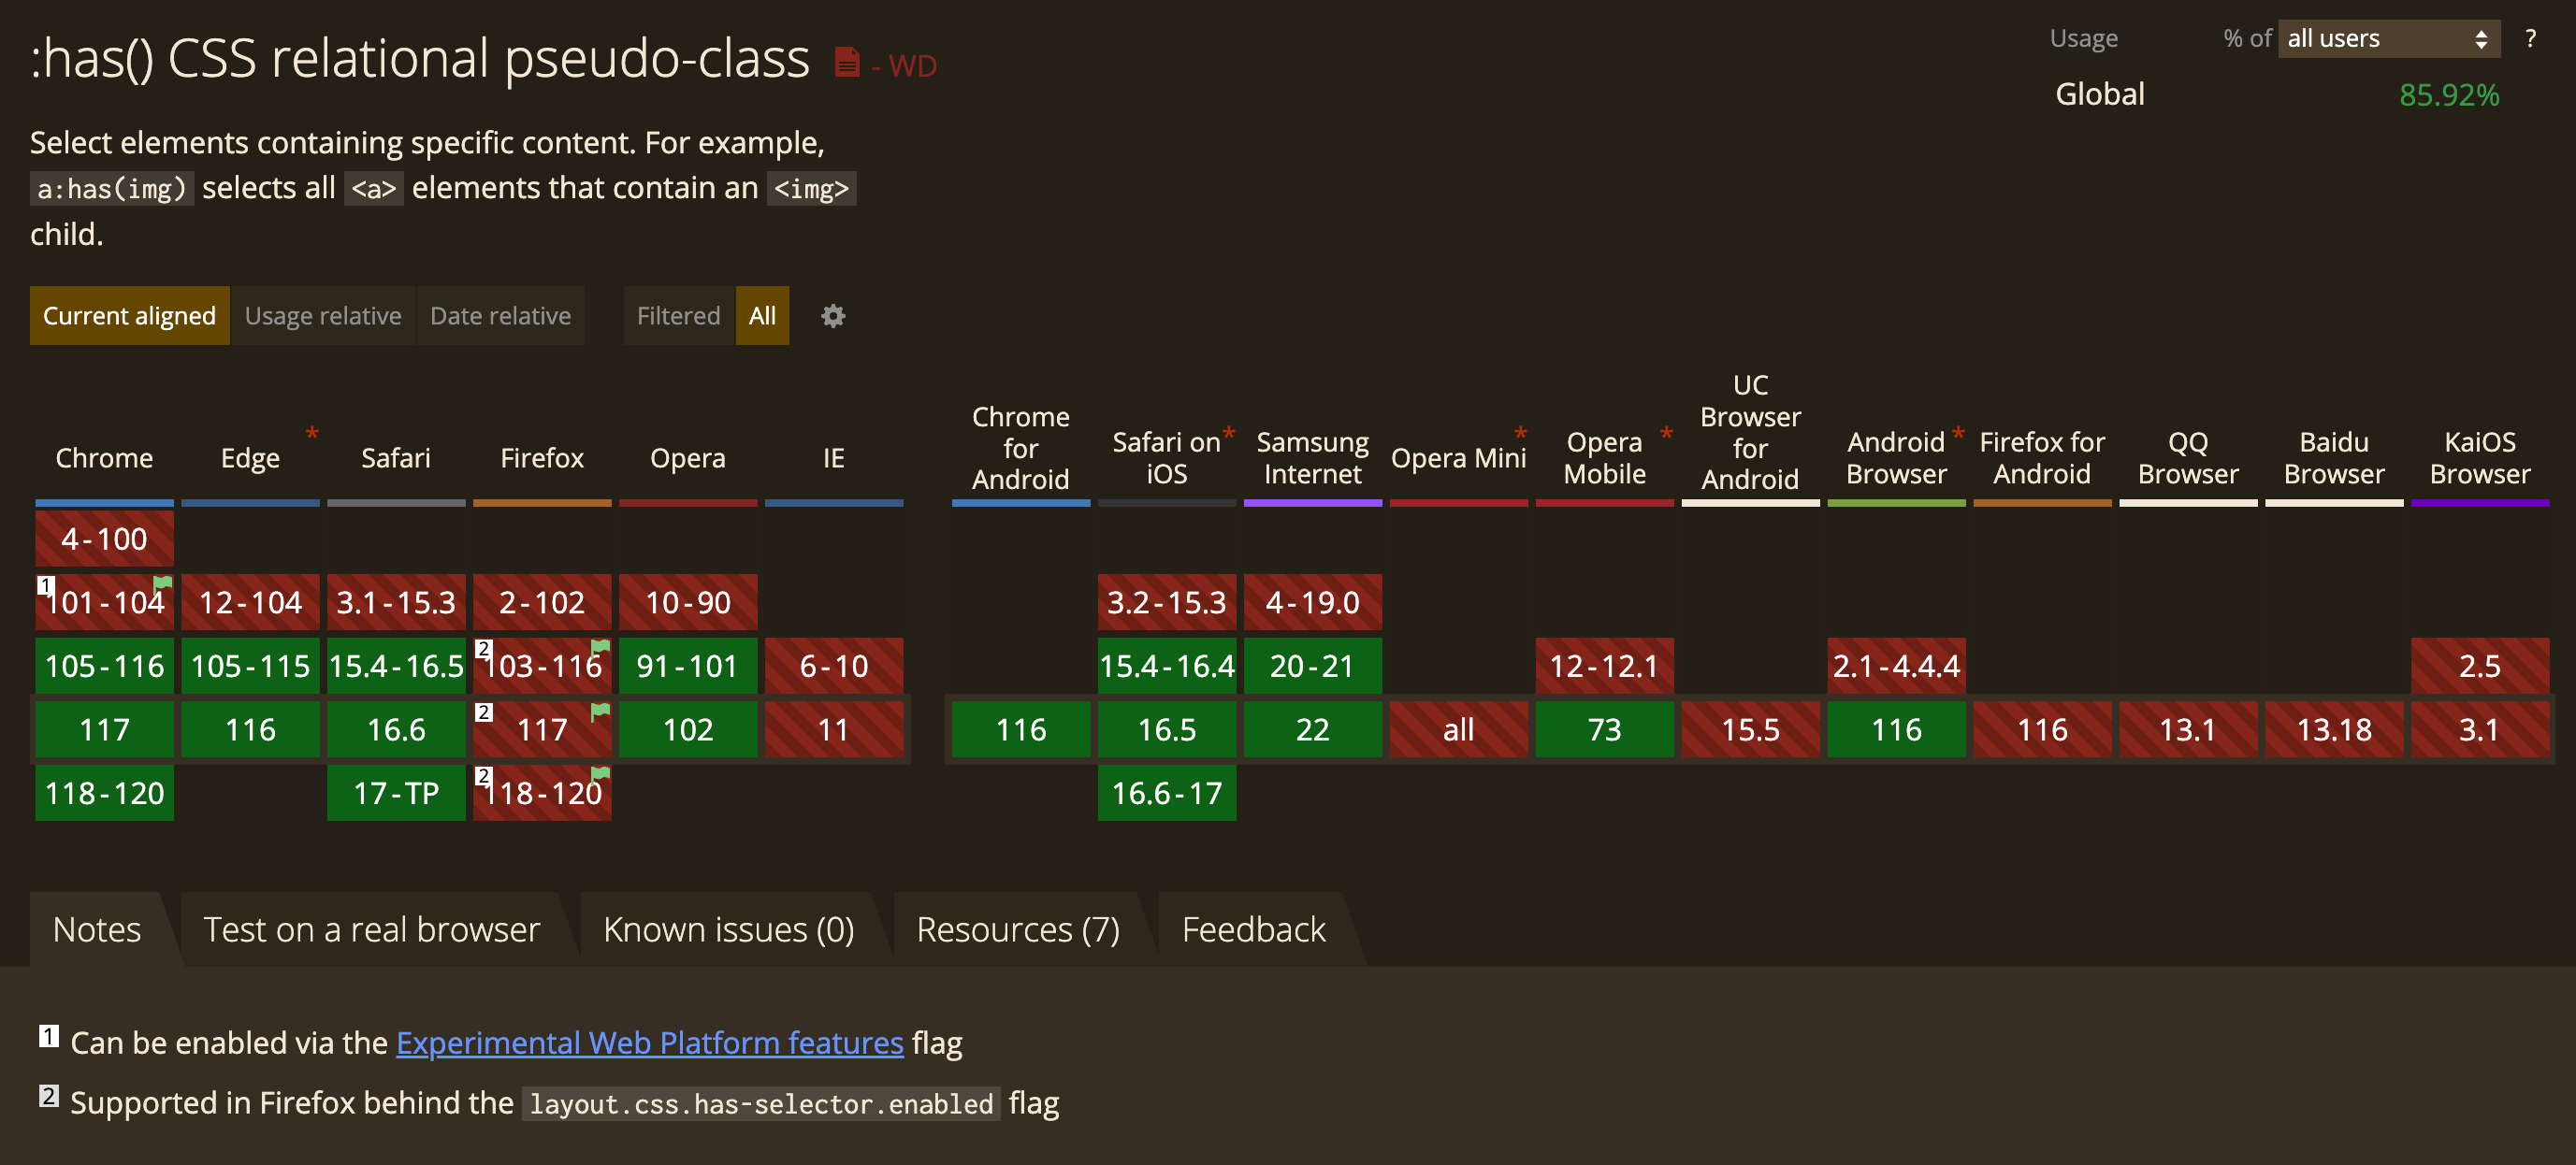 :has() CSS relational pseudo-class - WD
Usage % of all users ?
Global 85.92%
Select elements containing specific content. For example,
a:has(img) selects all <a> elements that contain an <img>
child.
Current aligned Usage relative Date relative Filtered All
Chrome Edge * Safari Firefox Opera IE
Chrome for Android
Safari on iOS *
Samsung Internet
Opera Mini *
Opera Mobile *
UC Browser for Android
Android Browser *
Firefox for Android
QQ Browser
Baidu Browser
KaiOS Browser
4-100
1 101-104 12-104 3.1-15.3 2-102 10-90 3.2-15.3 4-19.0
105-116 105-115 15.4-16.5 2 103-116 91-101 6-10 15.4-16.4 20-21 12-12.1 2.1-4.4.4 2.5
117 116 16.6 2 117 102 11 116 16.5 22 all 73 15.5 116 116 13.1 13.18 3.1
118-120 17-TP 2 118-120 16.6-17
Notes Test on a real browser Known issues (0) Resources (7) Feedback
1 Can be enabled via the Experimental Web Platform features flag
2 Supported in Firefox behind the layout.css.has-selector.enabled flag